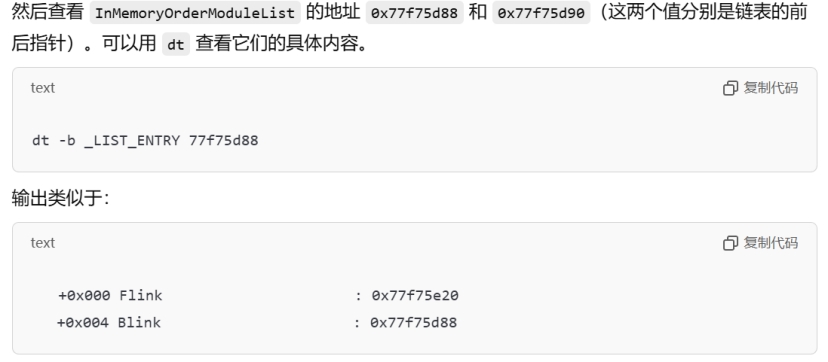 然后查看 InMemoryOrderModuleList 的地址 0x77f75d88 和 0x77f75d90（这两个值分别是链表的前
后指针）。可以用 dt 查看它们的具体内容。
text 复制代码
dt -b _LIST_ENTRY 77f75d88
输出类似于：
text 复制代码
+0x000 Flink : 0x77f75e20
+0x004 Blink : 0x77f75d88